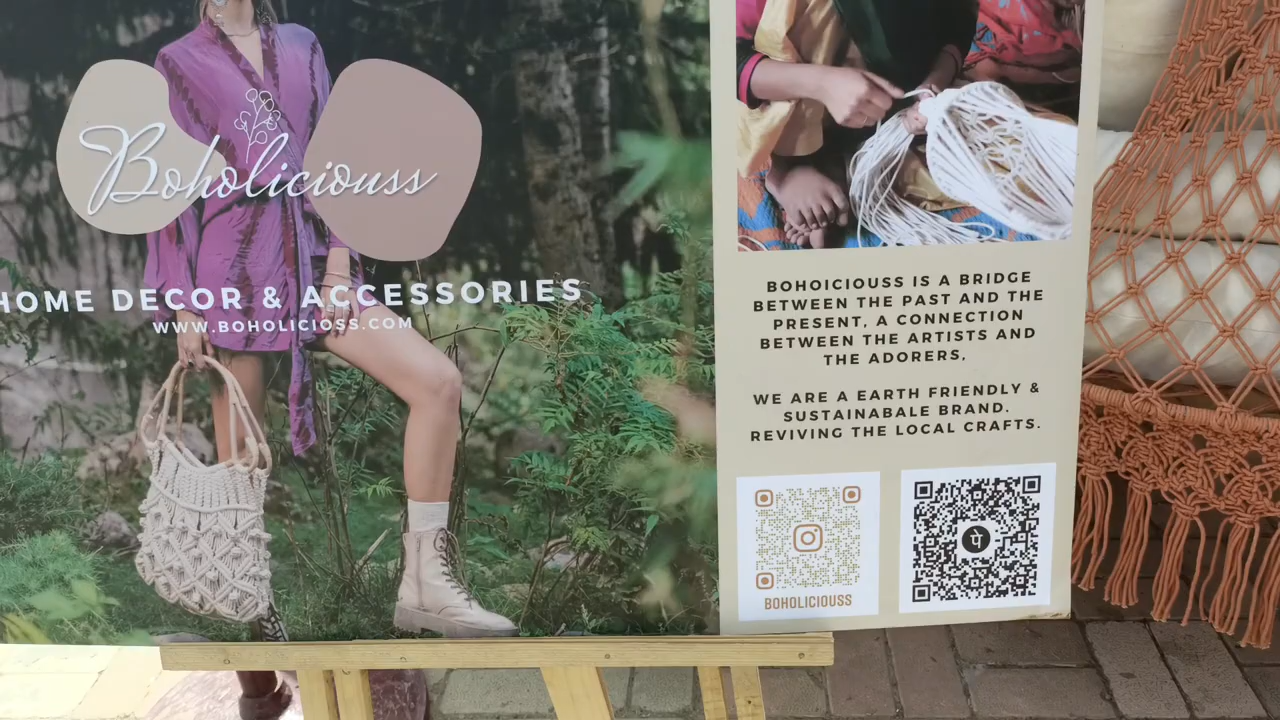 Boholiciouss
HOME DECOR & ACCESSORIES
WWW.BOHOLICIOSS.COM
BOHOICIOUSS IS A BRIDGE
BETWEEN THE PAST AND THE
PRESENT, A CONNECTION
BETWEEN THE ARTISTS AND
THE ADORERS,
WE ARE A EARTH FRIENDLY &
SUSTAINABALE BRAND.
REVIVING THE LOCAL CRAFTS.
BOHOLICIOUSS
पे